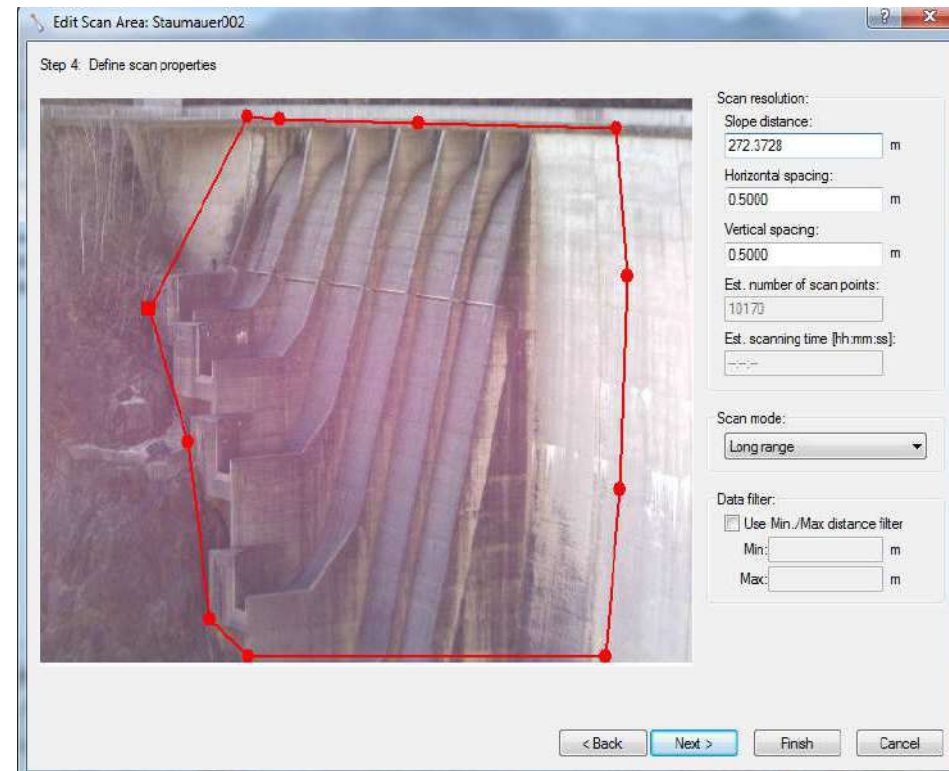 Edit Scan Area: Staumauer002
Step 4: Define scan properties
Scan resolution:
Slope distance:
272.3728 m
Horizontal spacing:
0.5000 m
Vertical spacing:
0.5000 m
Est. number of scan points:
10170
Est. scanning time [hh:mm:ss]:
--:--:--
Scan mode:
Long range
Data filter:
Use Min./Max distance filter
Min: m
Max: m
< Back Next > Finish Cancel